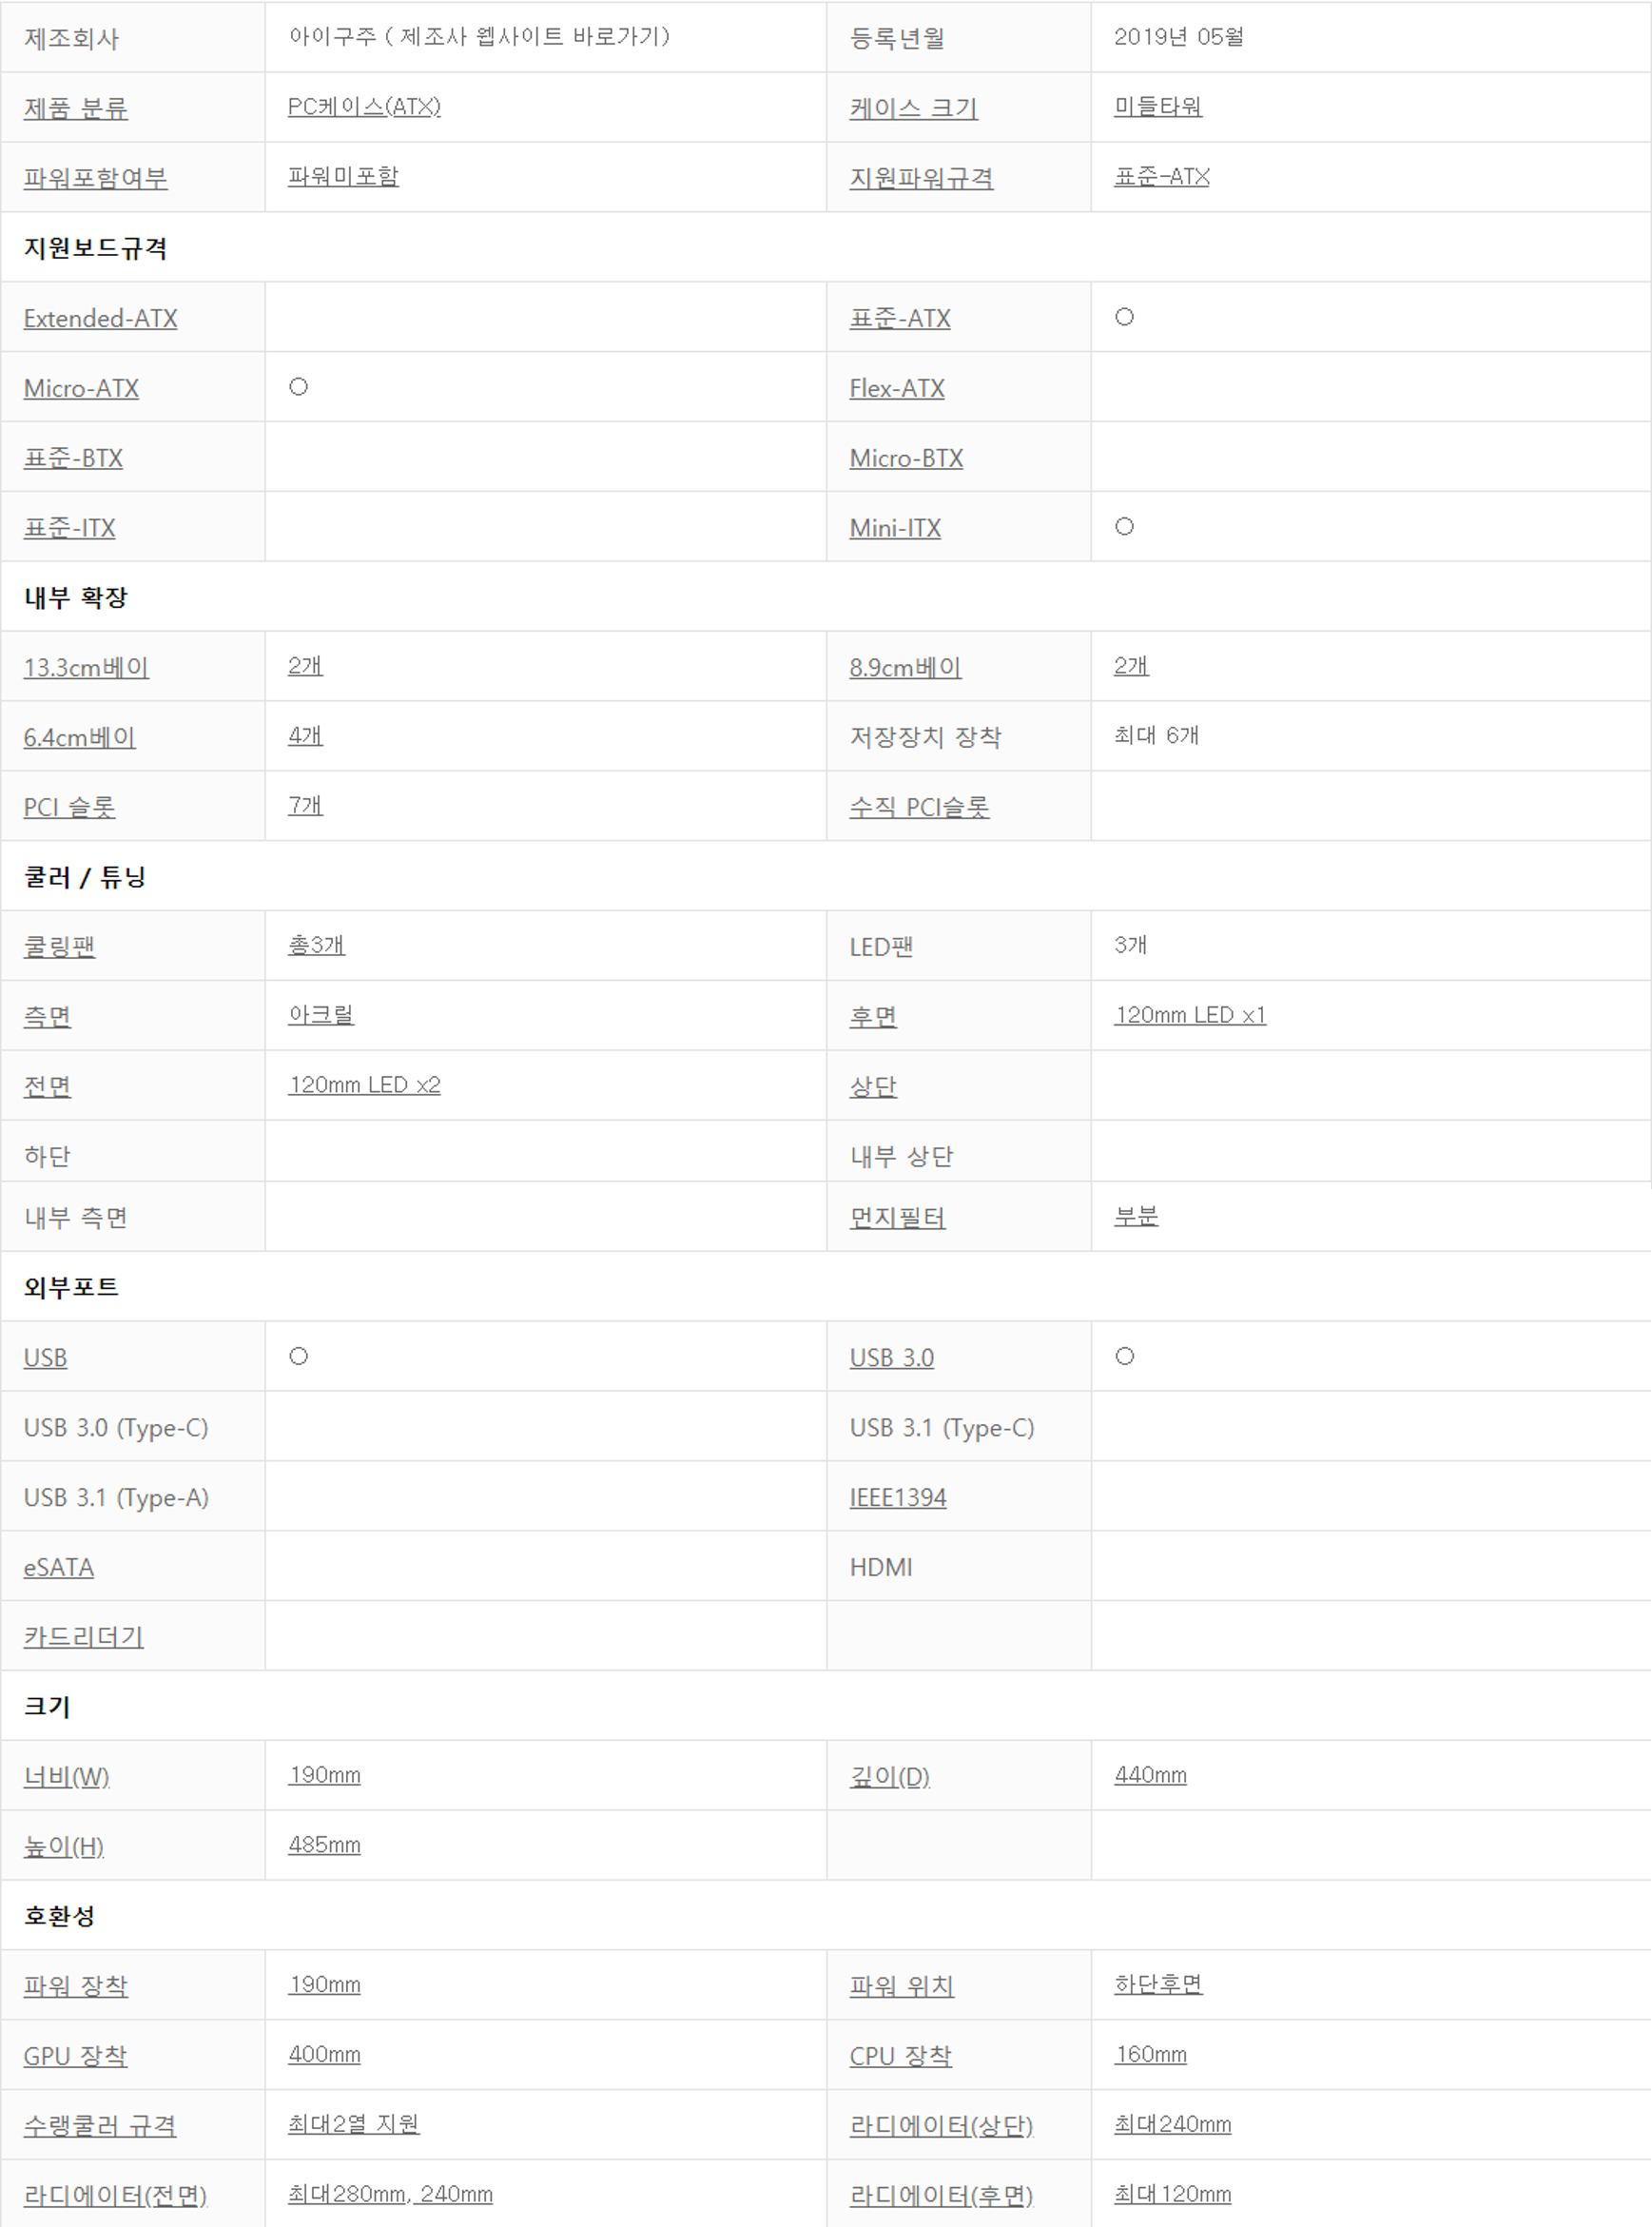 제조회사 아이구주 ( 제조사 웹사이트 바로가기) 등록년월 2019년 05월
제품 분류 PC케이스(ATX) 케이스 크기 미들타워
파워포함여부 파워미포함 지원파워규격 표준-ATX
지원보드규격
Extended-ATX 표준-ATX ○
Micro-ATX ○ Flex-ATX
표준-BTX Micro-BTX
표준-ITX Mini-ITX ○
내부 확장
13.3cm베이 2개 8.9cm베이 2개
6.4cm베이 4개 저장장치 장착 최대 6개
PCI 슬롯 7개 수직 PCI슬롯
쿨러 / 튜닝
쿨링팬 총3개 LED팬 3개
측면 아크릴 후면 120mm LED x1
전면 120mm LED x2 상단
하단 내부 상단
내부 측면 먼지필터 부분
외부포트
USB ○ USB 3.0 ○
USB 3.0 (Type-C) USB 3.1 (Type-C)
USB 3.1 (Type-A) IEEE1394
eSATA HDMI
카드리더기
크기
너비(W) 190mm 깊이(D) 440mm
높이(H) 485mm
호환성
파워 장착 190mm 파워 위치 하단후면
GPU 장착 400mm CPU 장착 160mm
수랭쿨러 규격 최대2열 지원 라디에이터(상단) 최대240mm
라디에이터(전면) 최대280mm, 240mm 라디에이터(후면) 최대120mm